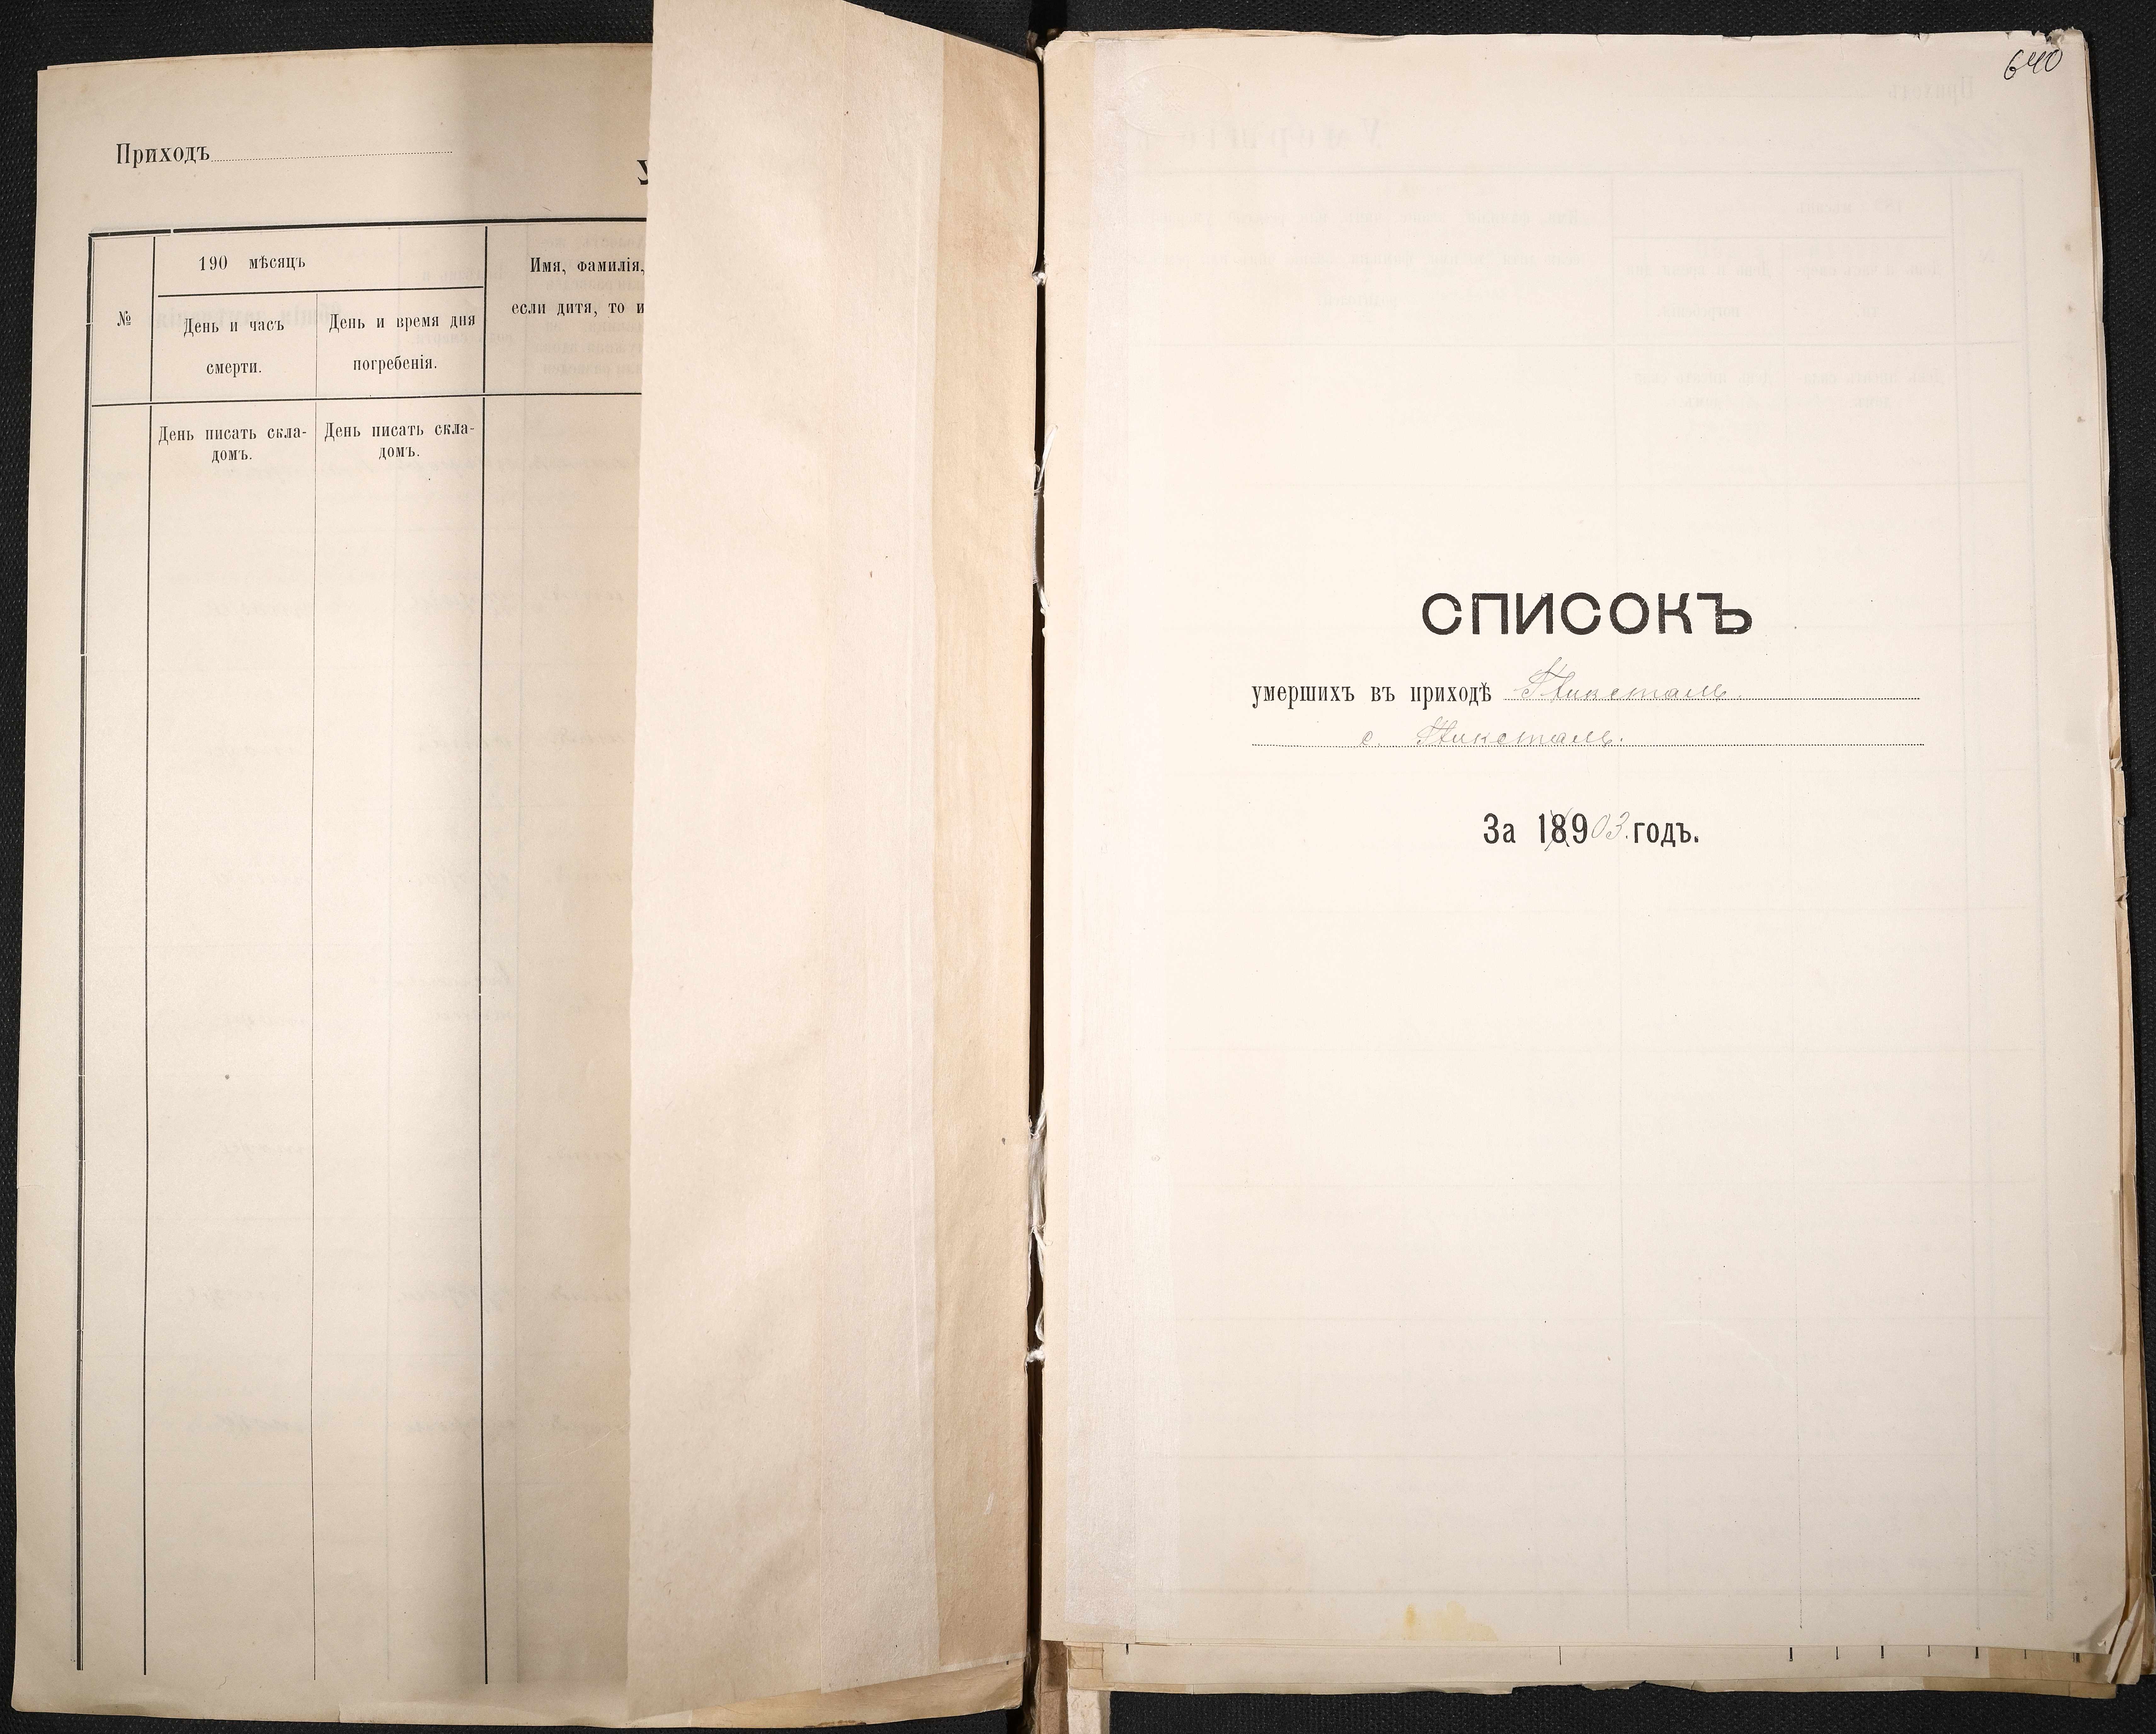 Приходъ
У
№
190 мѣсяцъ
День и часъ
смерти.
День и время дня
погребенія.
Имя, фамилія,
если дитя, то и
День писать скла-
домъ.
День писать скла-
домъ.
640
СПИСОКЪ
умершихъ въ приходѣ
с.
За 18903. годъ.